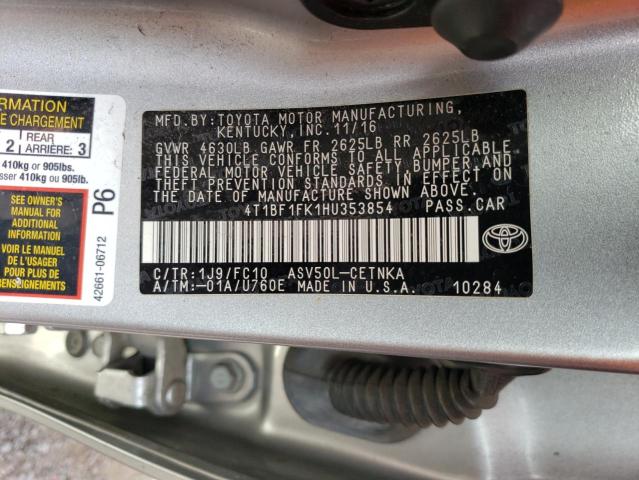 ORMATION
E CHARGEMENT
2 REAR ARRIÈRE: 3
410kg or 905lbs.
sser 410 kg ou 905lb.
SEE OWNER'S
MANUAL FOR
ADDITIONAL
INFORMATION
VOIR LE MANUEL
DE L'USAGER
POUR PLUS DE
RENSEIGNEMENTS
P6
42661-06712
MFD.BY:TOYOTA MOTOR MANUFACTURING,
KENTUCKY, INC. 11/16
GVWR 4630LB GAWR FR 2625LB RR 2625LB
THIS VEHICLE CONFORMS TO ALL APPLICABLE
FEDERAL MOTOR VEHICLE SAFETY, BUMPER, AND
THEFT PREVENTION STANDARDS IN EFFECT ON
THE DATE OF MANUFACTURE SHOWN ABOVE.
4T1BF1FK1HU353854 PASS.CAR
C/TR:1J9/FC10 ASV50L-CETNKA
A/TM:-01A/U760E MADE IN U.S.A. 10284